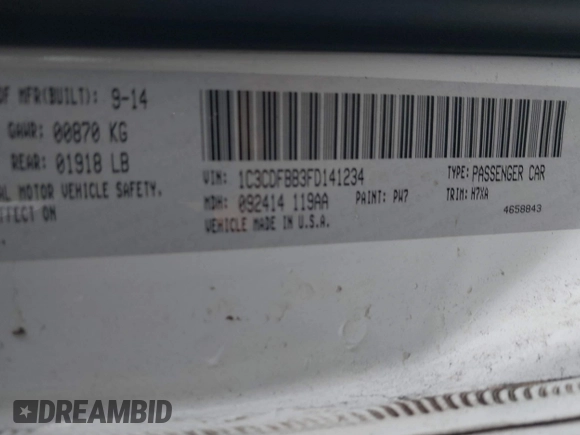 OF MFR(BUILT): 9-14
GAWR: 00870 KG
REAR: 01918 LB
AL MOTOR VEHICLE SAFETY,
EFFECT ON
VIN: 1C3CDFBB3FD141234
MDH: 092414 119AA PAINT: PW7
VEHICLE MADE IN U.S.A.
TYPE: PASSENGER CAR
TRIM: H7XA
4658843
DREAMBID